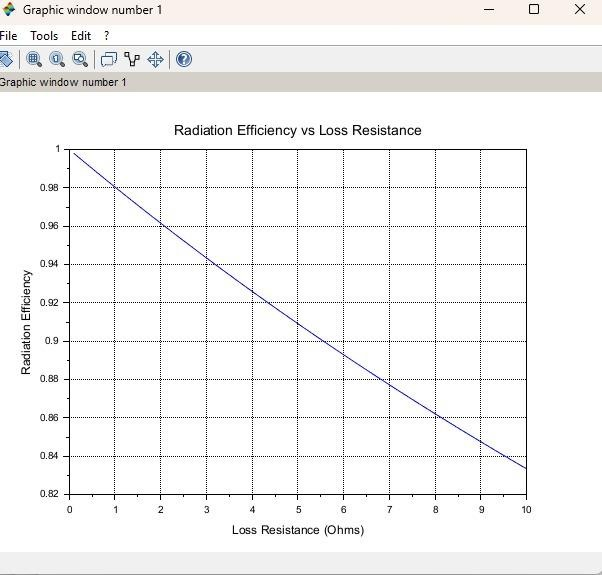 Graphic window number 1
File Tools Edit ?
Graphic window number 1
Radiation Efficiency vs Loss Resistance
1
0.98
0.96
0.94
0.92
0.9
0.88
0.86
0.84
0.82
Radiation Efficiency
0 1 2 3 4 5 6 7 8 9 10
Loss Resistance (Ohms)